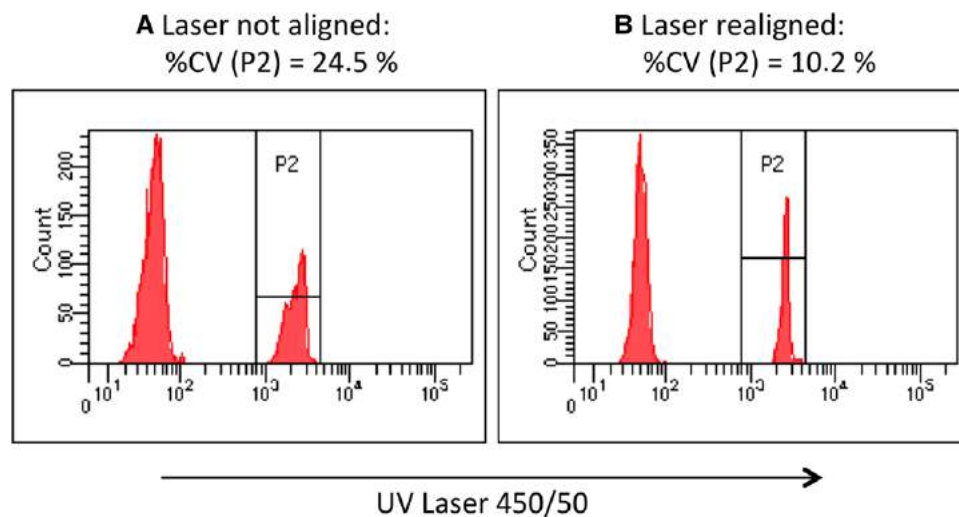 A Laser not aligned:
%CV (P2) = 24.5 %
B Laser realigned:
%CV (P2) = 10.2 %
P2
Count
0 50 100 150 200
0 10¹ 10² 10³ 10⁴ 10⁵
P2
Count
0 50 100 150 200 250 300 350
0 10¹ 10² 10³ 10⁴ 10⁵
UV Laser 450/50